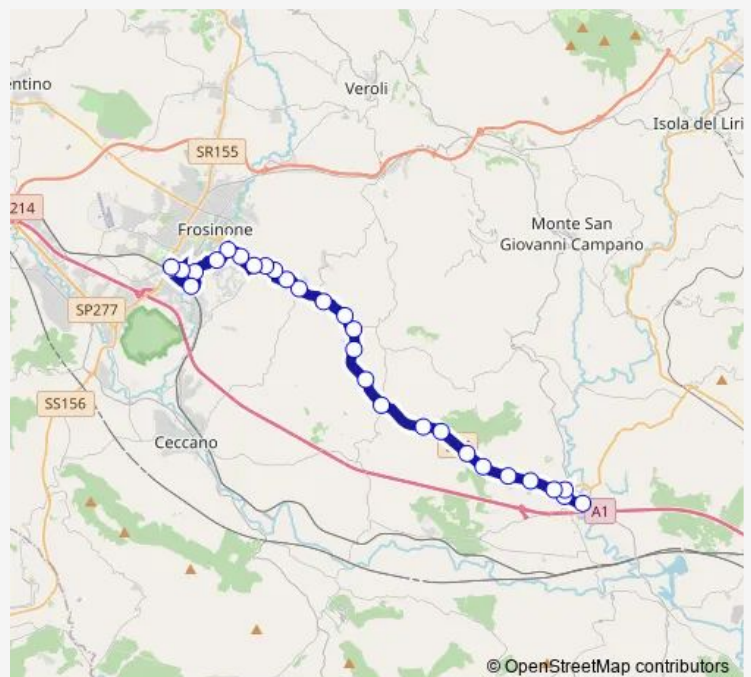 entino
Veroli
Isola del Liri
SR155
214
Frosinone
Monte San
Giovanni Campano
SP277
SS156
Ceccano
A1
© OpenStreetMap contributors